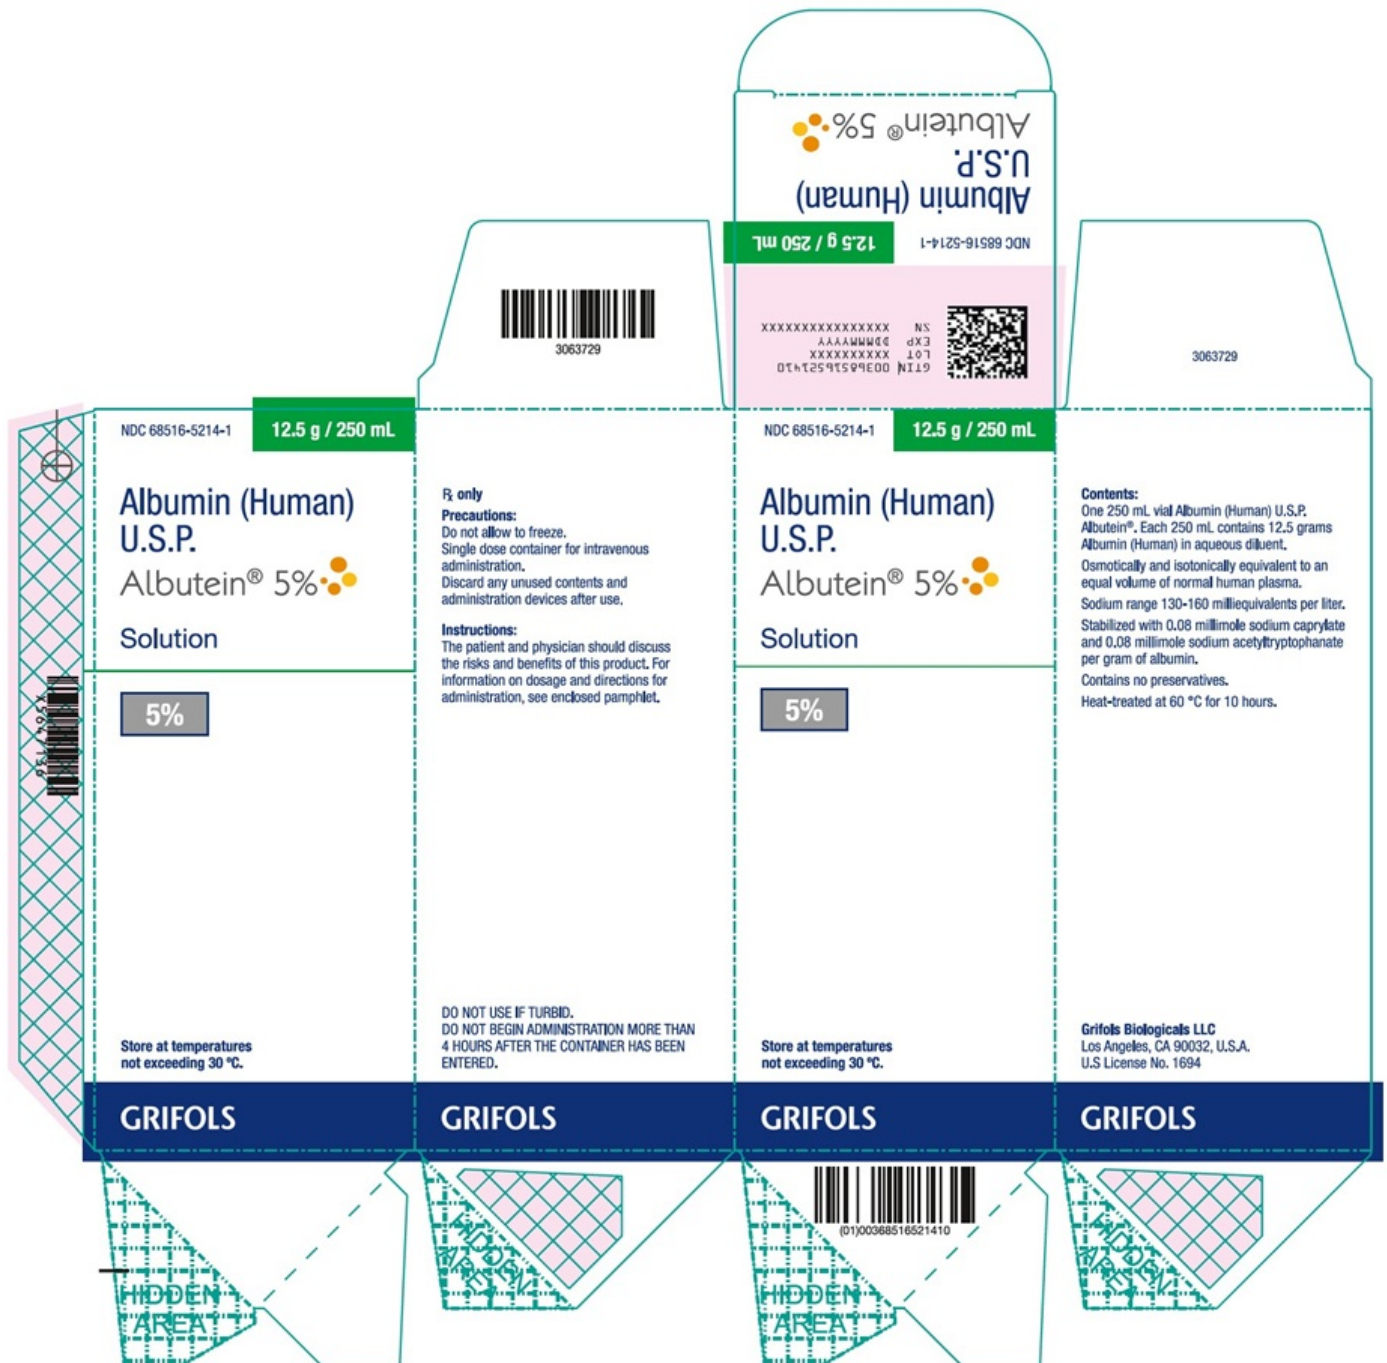 Albutein® 5%
U.S.P.
Albumin (Human)
12.5 g / 250 mL
NDC 68516-5214-1
GTIN 00368516521410
LOT XXXXXXXXXX
EXP DDMMMYYYY
3063729
3063729
NDC 68516-5214-1
12.5 g / 250 mL
Albumin (Human)
U.S.P.
Albutein® 5%
Solution
5%
Store at temperatures
not exceeding 30 ºC.
GRIFOLS
℞ only
Precautions:
Do not allow to freeze.
Single dose container for intravenous
administration.
Discard any unused contents and
administration devices after use.
Instructions:
The patient and physician should discuss
the risks and benefits of this product. For
information on dosage and directions for
administration, see enclosed pamphlet.
DO NOT USE IF TURBID.
DO NOT BEGIN ADMINISTRATION MORE THAN
4 HOURS AFTER THE CONTAINER HAS BEEN
ENTERED.
GRIFOLS
NDC 68516-5214-1
12.5 g / 250 mL
Albumin (Human)
U.S.P.
Albutein® 5%
Solution
5%
Store at temperatures
not exceeding 30 ºC.
GRIFOLS
Contents:
One 250 mL vial Albumin (Human) U.S.P.
Albutein®. Each 250 mL contains 12.5 grams
Albumin (Human) in aqueous diluent.
Osmotically and isotonically equivalent to an
equal volume of normal human plasma.
Sodium range 130-160 milliequivalents per liter.
Stabilized with 0.08 millimole sodium caprylate
and 0.08 millimole sodium acetyltryptophanate
per gram of albumin.
Contains no preservatives.
Heat-treated at 60 °C for 10 hours.
Grifols Biologicals LLC
Los Angeles, CA 90032, U.S.A.
U.S License No. 1694
GRIFOLS
(01)00368516521410
HIDDEN
AREA
HIDDEN
AREA
HIDDEN
AREA
HIDDEN
AREA